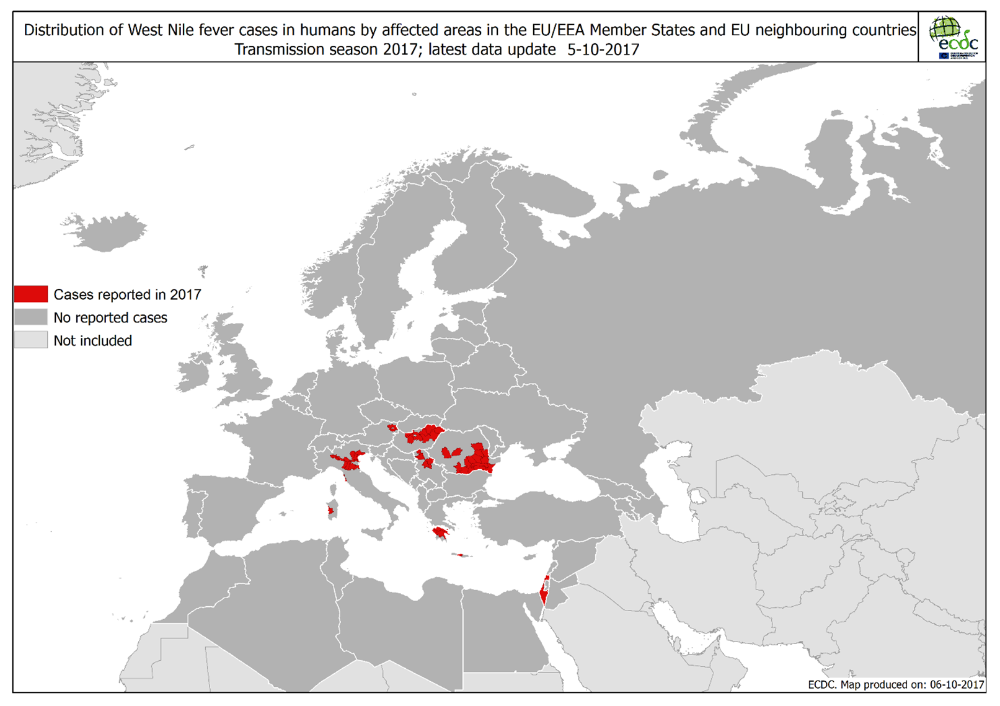 Distribution of West Nile fever cases in humans by affected areas in the EU/EEA Member States and EU neighbouring countries
Transmission season 2017; latest data update 5-10-2017
ecdc
Cases reported in 2017
No reported cases
Not included
ECDC. Map produced on: 06-10-2017